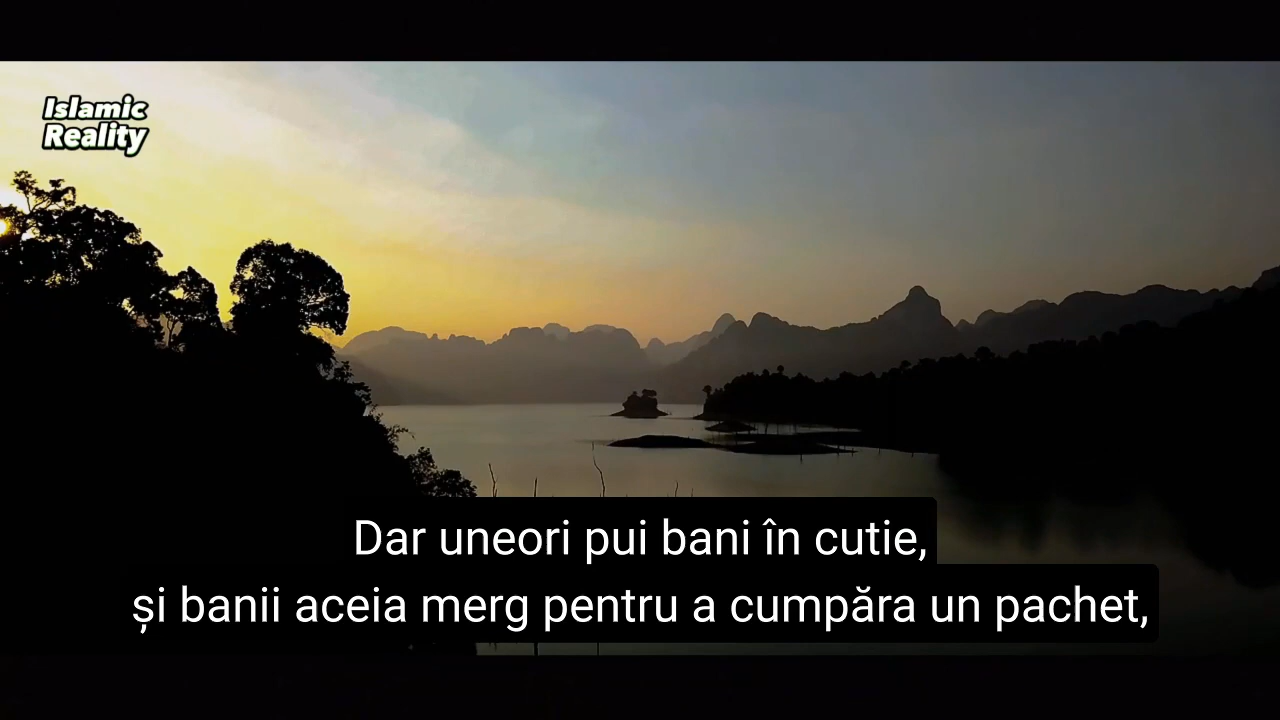 Islamic
Reality
Dar uneori pui bani în cutie,
și banii aceia merg pentru a cumpăra un pachet,